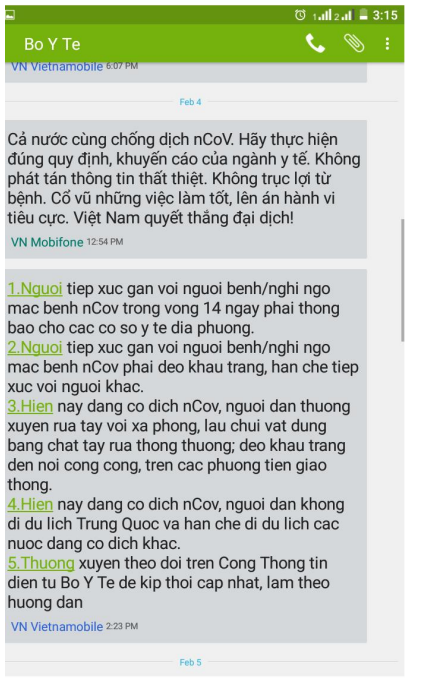 1 2 3:15
Bo Y Te
VN Vietnamobile 6:07 PM
Feb 4
Cả nước cùng chống dịch nCoV. Hãy thực hiện
đúng quy định, khuyến cáo của ngành y tế. Không
phát tán thông tin thất thiệt. Không trục lợi từ
bệnh. Cổ vũ những việc làm tốt, lên án hành vi
tiêu cực. Việt Nam quyết thắng đại dịch!
VN Mobifone 12:54 PM
1.Nguoi tiep xuc gan voi nguoi benh/nghi ngo
mac benh nCov trong vong 14 ngay phai thong
bao cho cac co so y te dia phuong.
2.Nguoi tiep xuc gan voi nguoi benh/nghi ngo
mac benh nCov phai deo khau trang, han che tiep
xuc voi nguoi khac.
3.Hien nay dang co dich nCov, nguoi dan thuong
xuyen rua tay voi xa phong, lau chui vat dung
bang chat tay rua thong thuong; deo khau trang
den noi cong cong, tren cac phuong tien giao
thong.
4.Hien nay dang co dich nCov, nguoi dan khong
di du lich Trung Quoc va han che di du lich cac
nuoc dang co dich khac.
5.Thuong xuyen theo doi tren Cong Thong tin
dien tu Bo Y Te de kip thoi cap nhat, lam theo
huong dan
VN Vietnamobile 2:23 PM
Feb 5